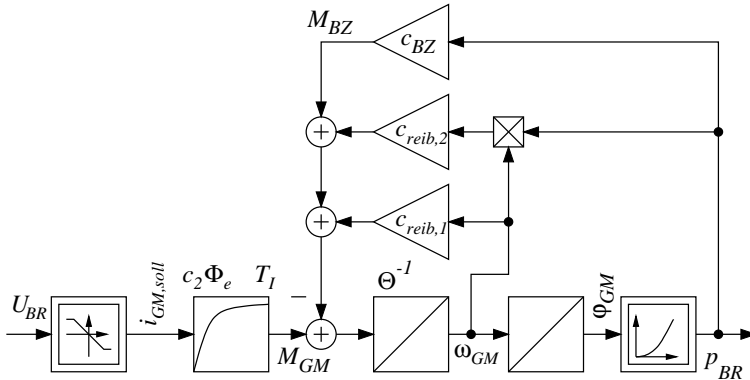 M_BZ
c_BZ
c_reib,2
c_reib,1
U_BR
i_GM,soll
c_2Φ_e
T_I
M_GM
Θ^-1
ω_GM
φ_GM
p_BR